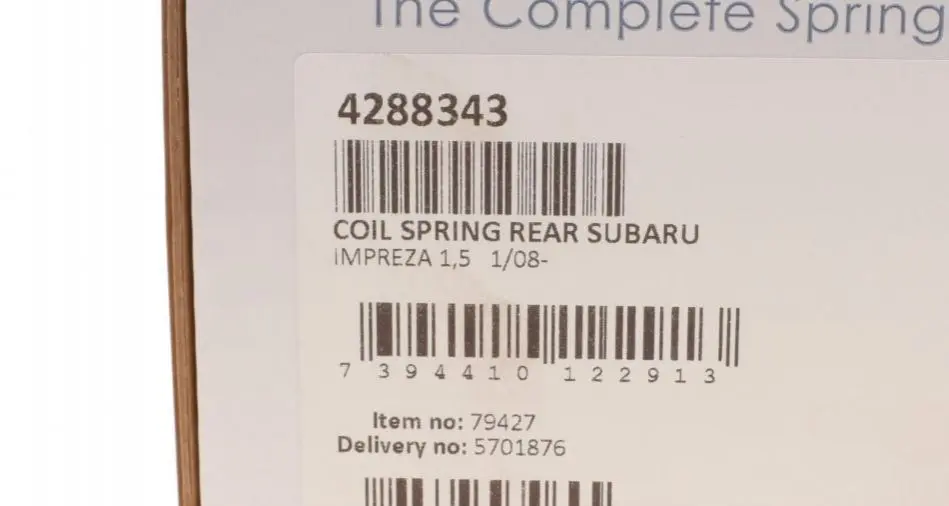 The Complete Spring
4288343
COIL SPRING REAR SUBARU
IMPREZA 1,5 1/08-
7 394410 122913
Item no: 79427
Delivery no: 5701876